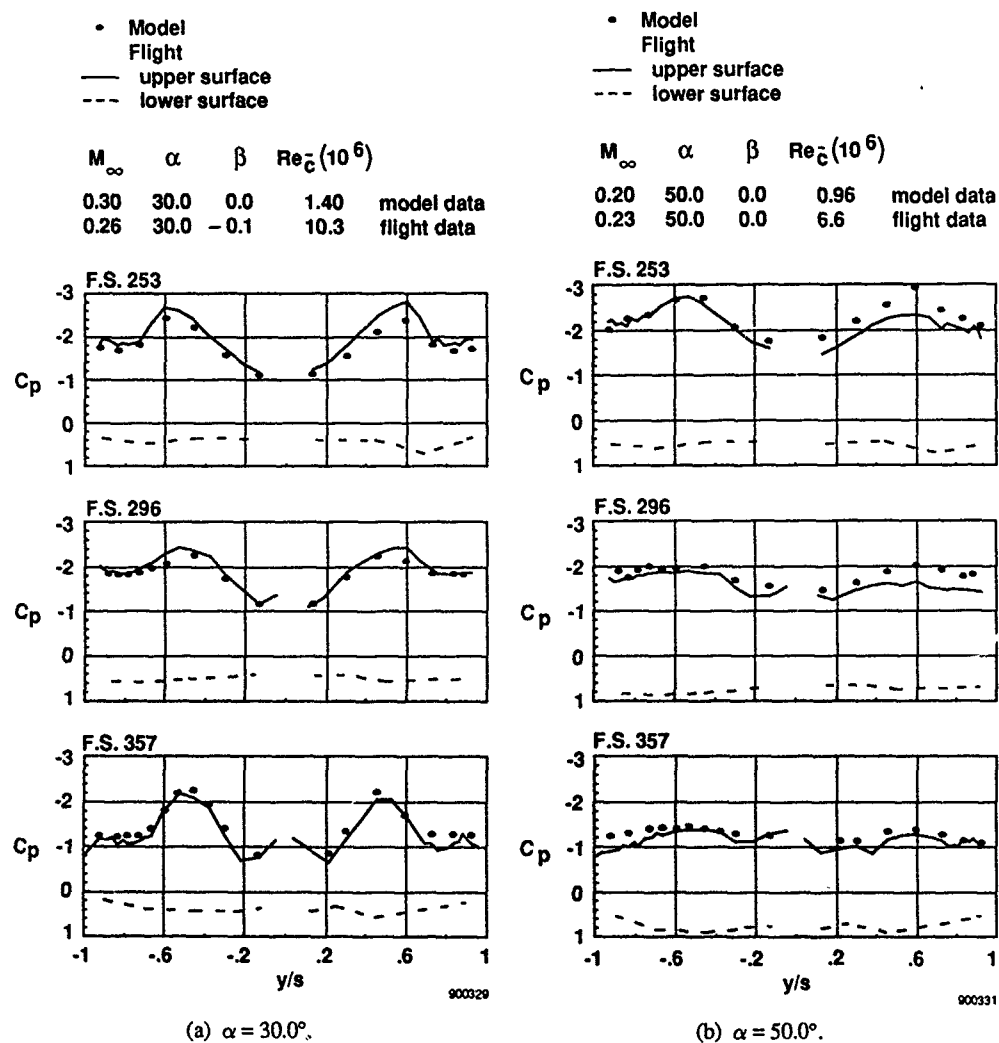 Model
Flight
upper surface
lower surface
M∞ α β Re c̄ (10 6)
0.30 30.0 0.0 1.40 model data
0.26 30.0 – 0.1 10.3 flight data
F.S. 253
-3
-2
Cp -1
0
1
F.S. 296
-3
-2
Cp -1
0
1
F.S. 357
-3
-2
Cp -1
0
1
-1 -.6 -.2 .2 .6 1
y/s
900329
(a) α = 30.0°.
Model
Flight
upper surface
lower surface
M∞ α β Re c̄ (10 6)
0.20 50.0 0.0 0.96 model data
0.23 50.0 0.0 6.6 flight data
F.S. 253
-3
-2
Cp -1
0
1
F.S. 296
-3
-2
Cp -1
0
1
F.S. 357
-3
-2
Cp -1
0
1
-1 -.6 -.2 .2 .6 1
y/s
900331
(b) α = 50.0°.